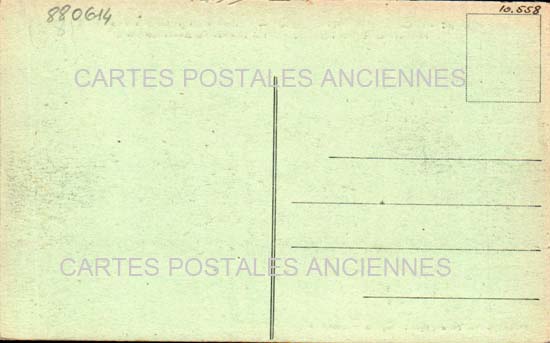 880614
10.558
CARTES POSTALES ANCIENNES
CARTES POSTALES ANCIENNES